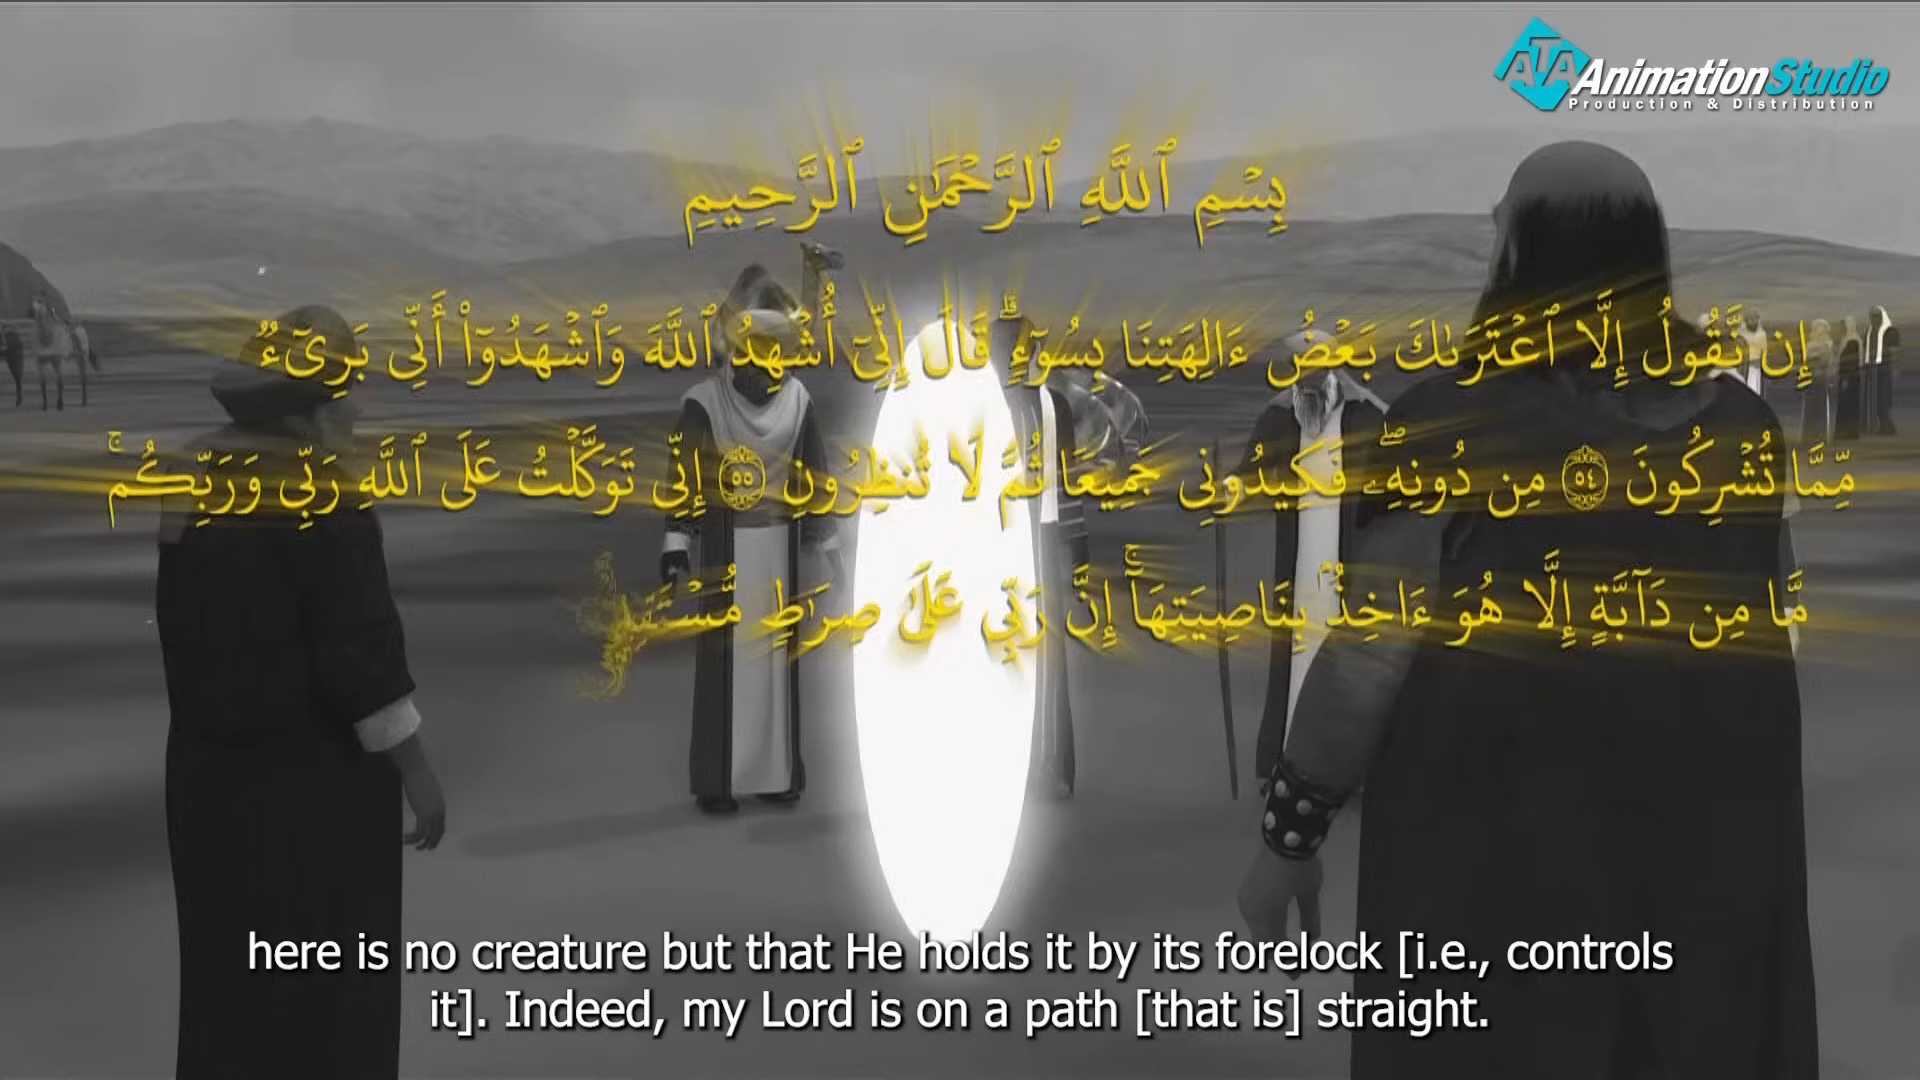 ATA AnimationStudio
Production & Distribution
بِسْمِ ٱللَّهِ ٱلرَّحْمَٰنِ ٱلرَّحِيمِ
إِن نَّقُولُ إِلَّا ٱعْتَرَىٰكَ بَعْضُ ءَالِهَتِنَا بِسُوٓءٍۗ قَالَ إِنِّىٓ أُشْهِدُ ٱللَّهَ وَٱشْهَدُوٓا۟ أَنِّى بَرِىٓءٌ
مِّمَّا تُشْرِكُونَ ٥٤ مِن دُونِهِۦۖ فَكِيدُونِى جَمِيعًا ثُمَّ لَا تُنظِرُونِ ٥٥ إِنِّى تَوَكَّلْتُ عَلَى ٱللَّهِ رَبِّى وَرَبِّكُمۚ
مَّا مِن دَآبَّةٍ إِلَّا هُوَ ءَاخِذٌۢ بِنَاصِيَتِهَآۚ إِنَّ رَبِّى عَلَىٰ صِرَٰطٍ
here is no creature but that He holds it by its forelock [i.e., controls
it]. Indeed, my Lord is on a path [that is] straight.